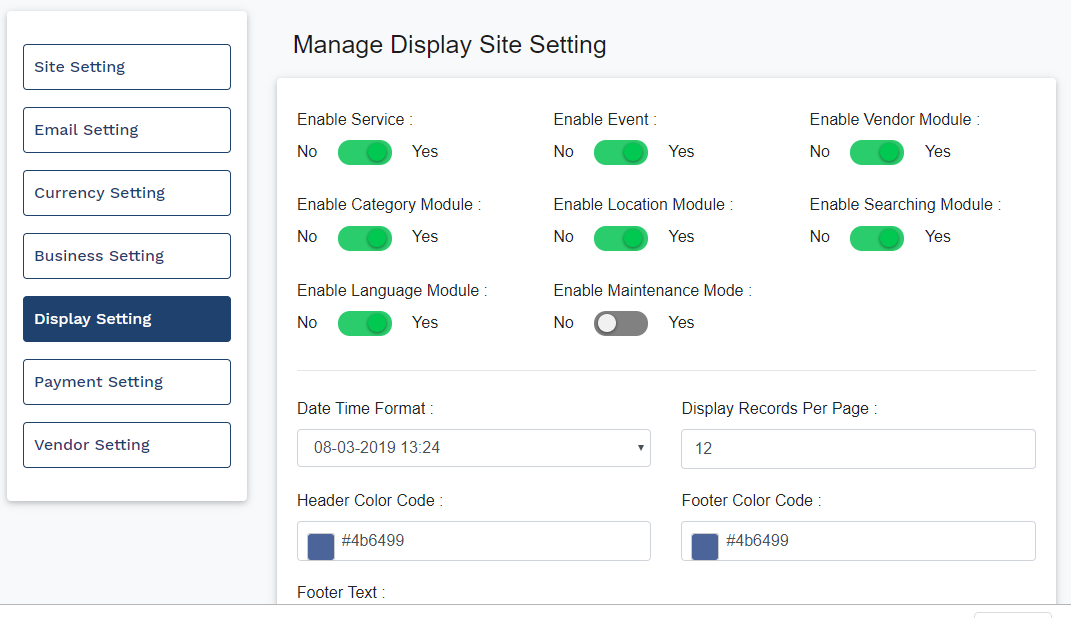 Site Setting
Email Setting
Currency Setting
Business Setting
Display Setting
Payment Setting
Vendor Setting
Manage Display Site Setting
Enable Service :
No Yes
Enable Event :
No Yes
Enable Vendor Module :
No Yes
Enable Category Module :
No Yes
Enable Location Module :
No Yes
Enable Searching Module :
No Yes
Enable Language Module :
No Yes
Enable Maintenance Mode :
No Yes
Date Time Format :
08-03-2019 13:24
Display Records Per Page :
12
Header Color Code :
#4b6499
Footer Color Code :
#4b6499
Footer Text :